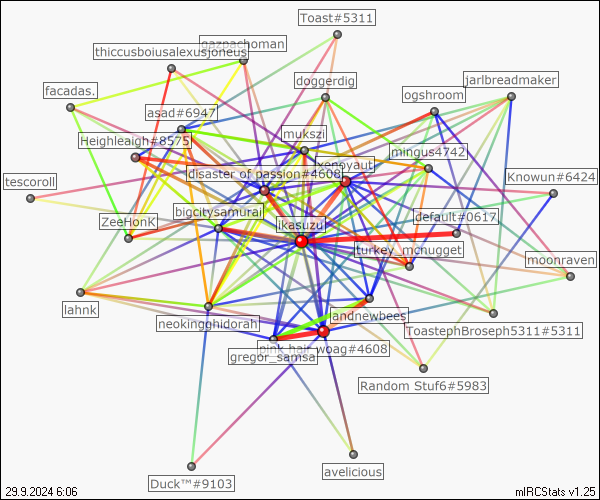 Toast#5311
gazpachoman
thiccusboiusalexusjoneus
doggerdig
jarlbreadmaker
facadas.
ogshroom
asad#6947
mukszi
Heighleaigh#8575
mingus4742
xenovaut
disaster of passion#4608
tescoroll
Knowun#6424
bigcitysamurai
default#0617
ZeeHonK
ikasuzu
turkey_mcnugget
moonraven
lahnk
andnewbees
neokingghidorah
ToastephBroseph5311#5311
pink hair woag#4608
gregor_samsa
Random Stuf6#5983
avelicious
Duck™#9103
29.9.2024 6:06
mIRCStats v1.25